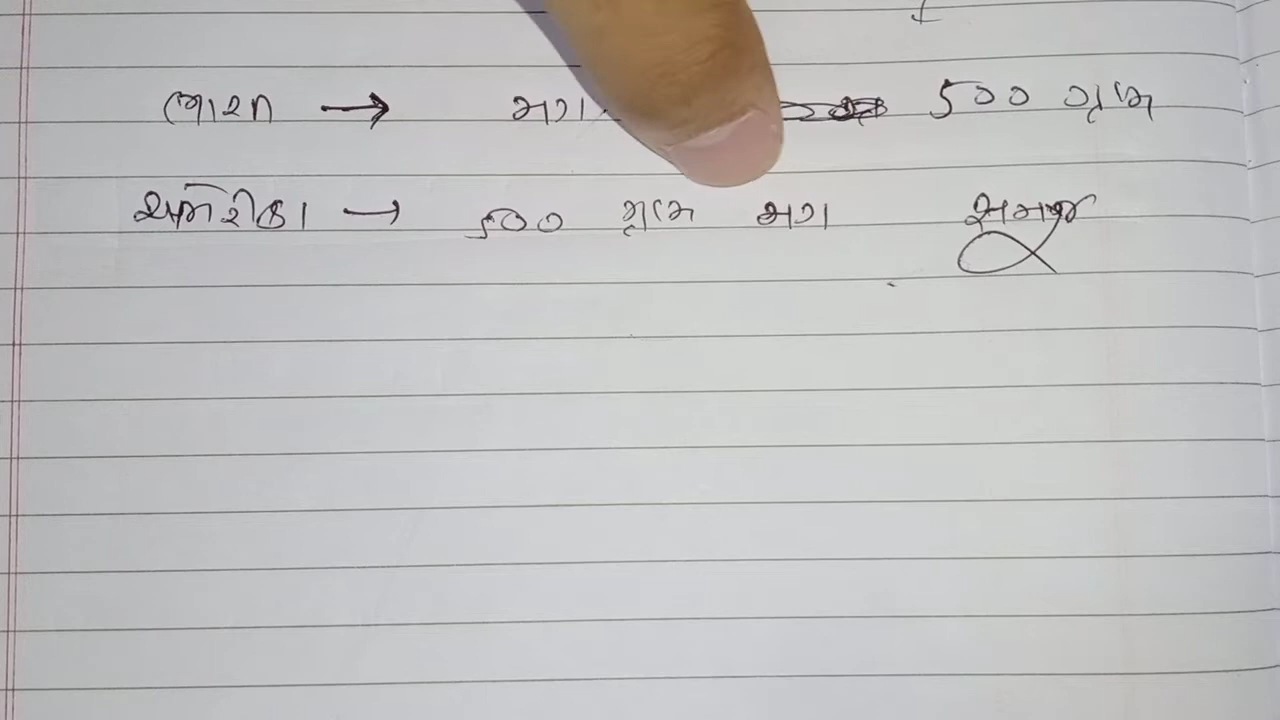 ભારત → મગ 500 ગ્રામ
અમેરીકા → 500 ગ્રામ મગ